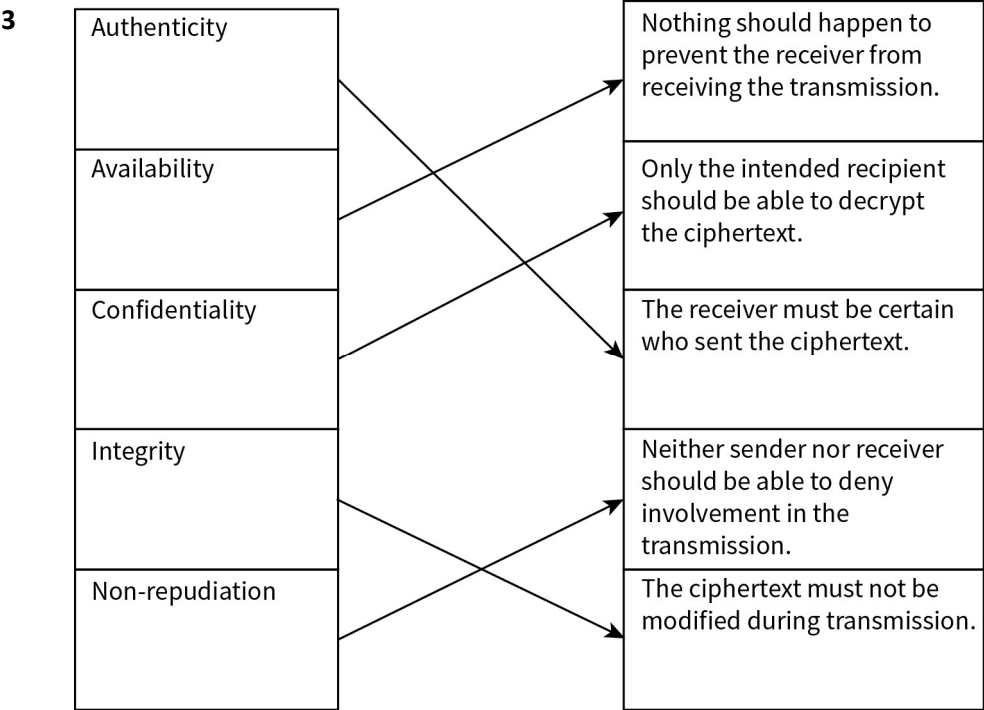 3
Authenticity
Availability
Confidentiality
Integrity
Non-repudiation
Nothing should happen to
prevent the receiver from
receiving the transmission.
Only the intended recipient
should be able to decrypt
the ciphertext.
The receiver must be certain
who sent the ciphertext.
Neither sender nor receiver
should be able to deny
involvement in the
transmission.
The ciphertext must not be
modified during transmission.